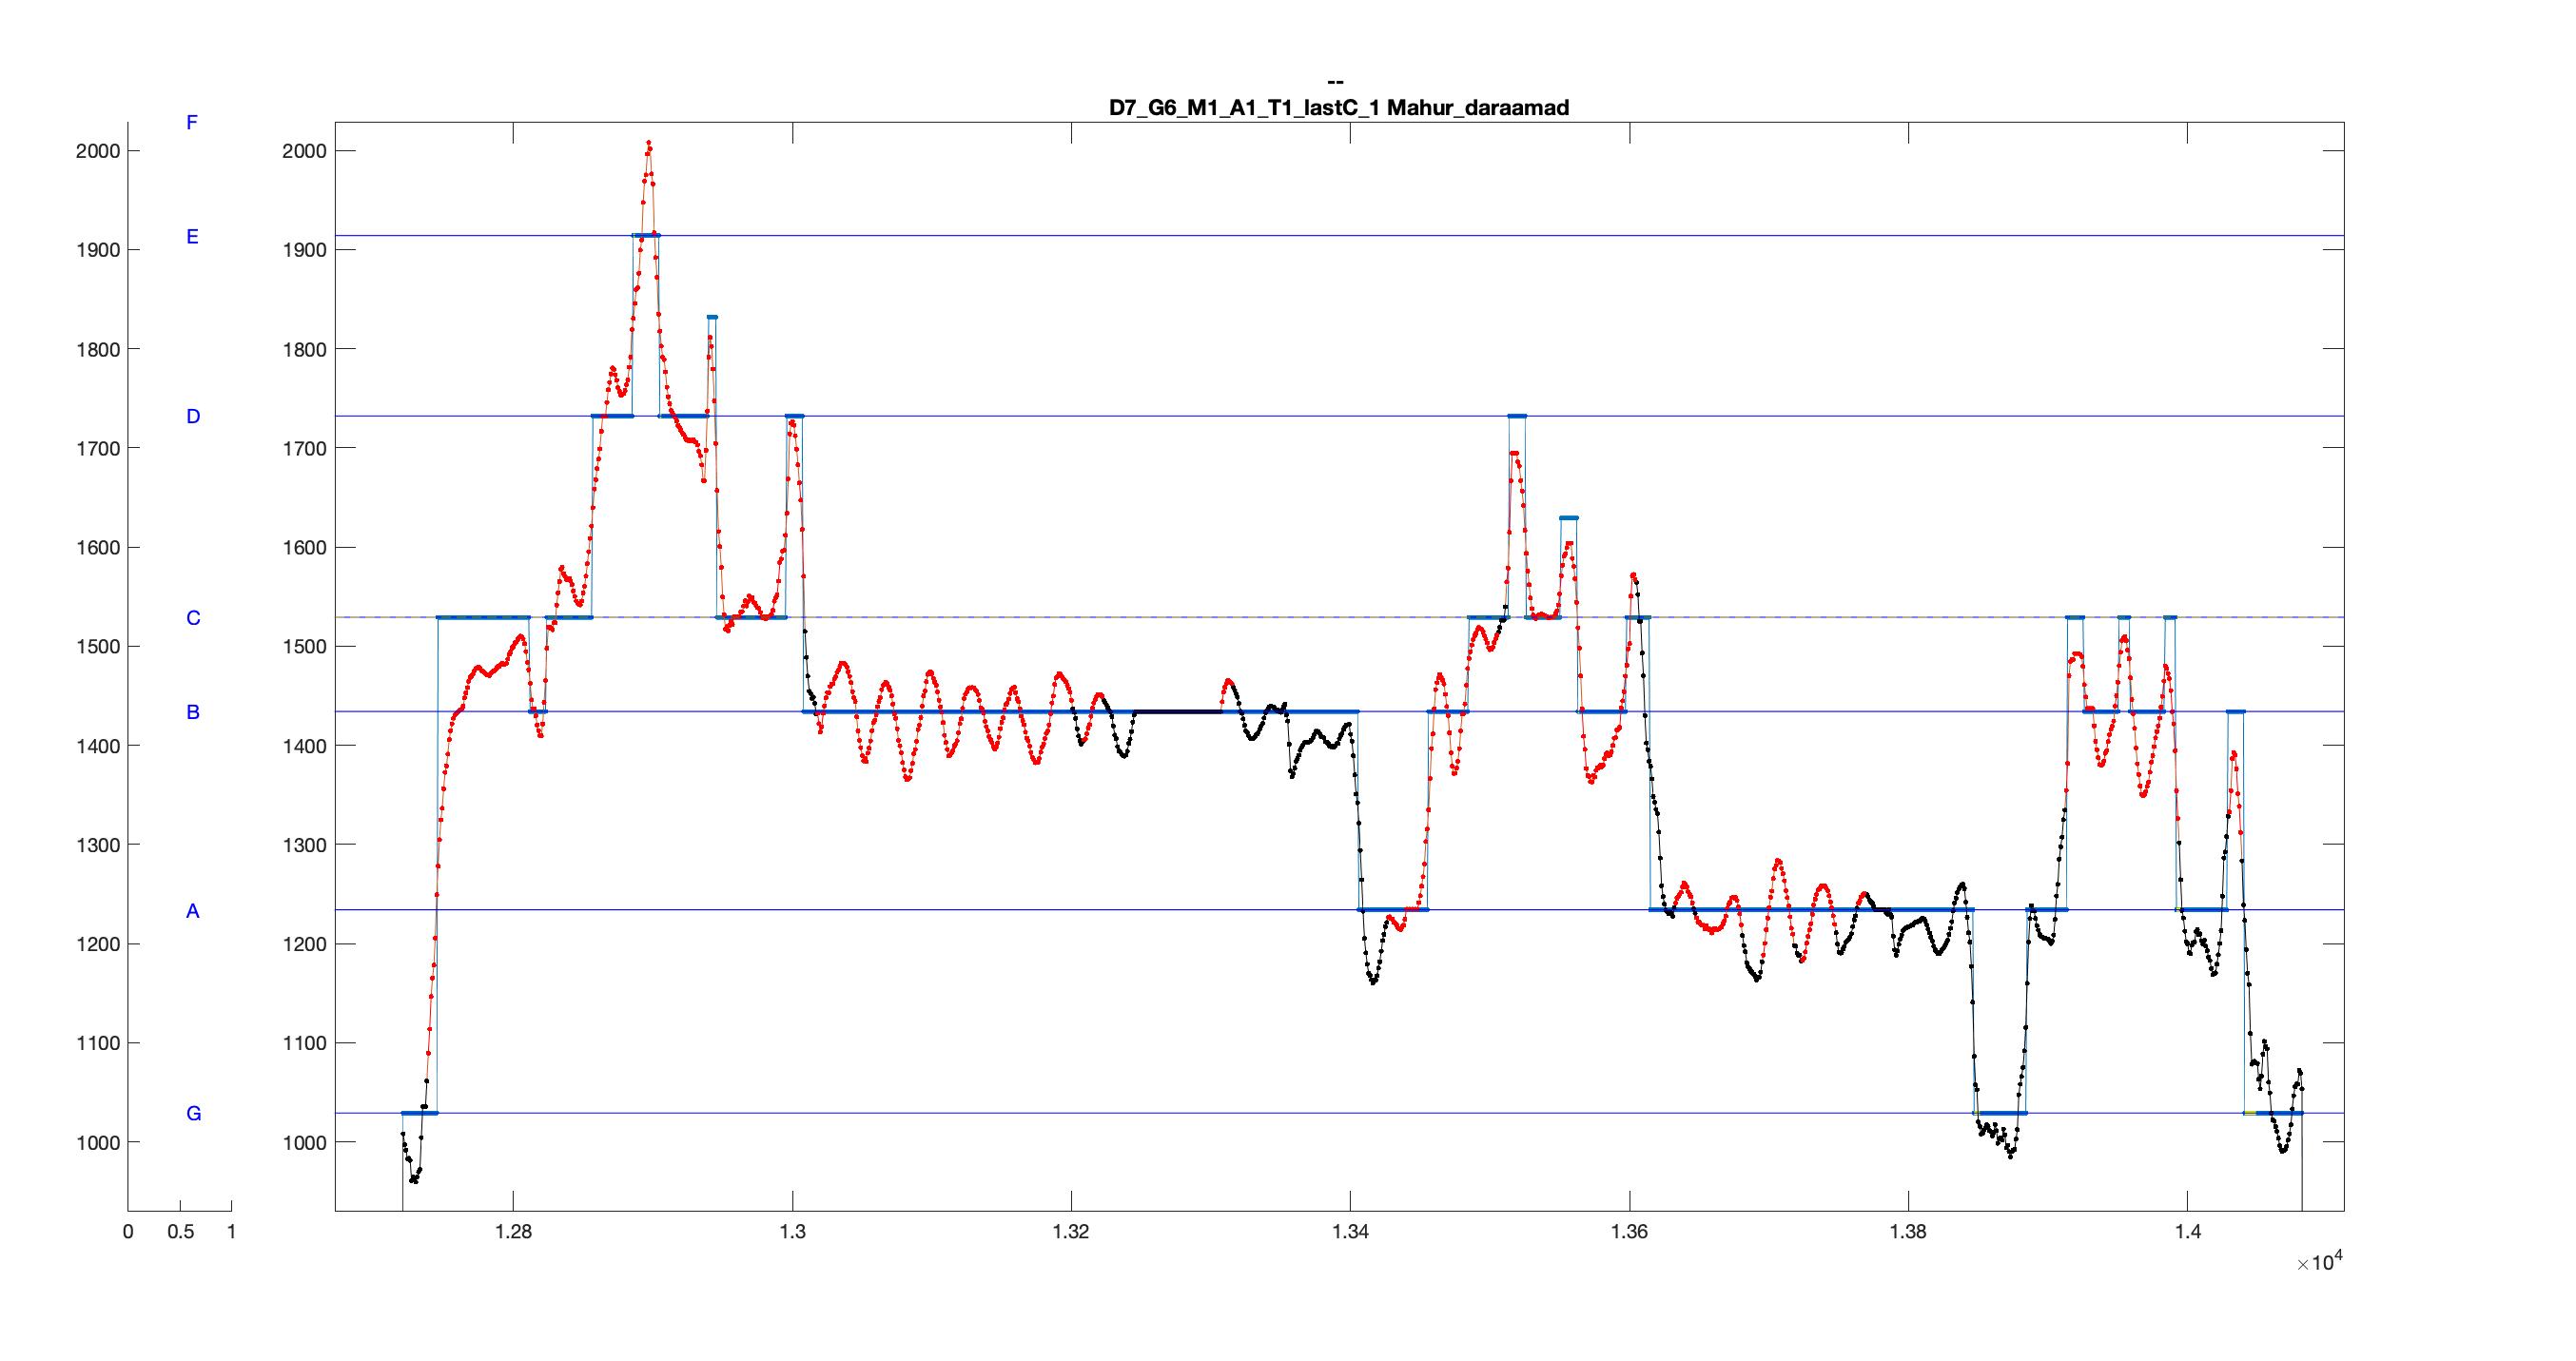 --
D7_G6_M1_A1_T1_lastC_1 Mahur_daraamad
F
2000 2000
E
1900 1900
1800 1800
D
1700 1700
1600 1600
C
1500 1500
B
1400 1400
1300 1300
A
1200 1200
1100 1100
G
1000 1000
0 0.5 1 1.28 1.3 1.32 1.34 1.36 1.38 1.4
×10⁴